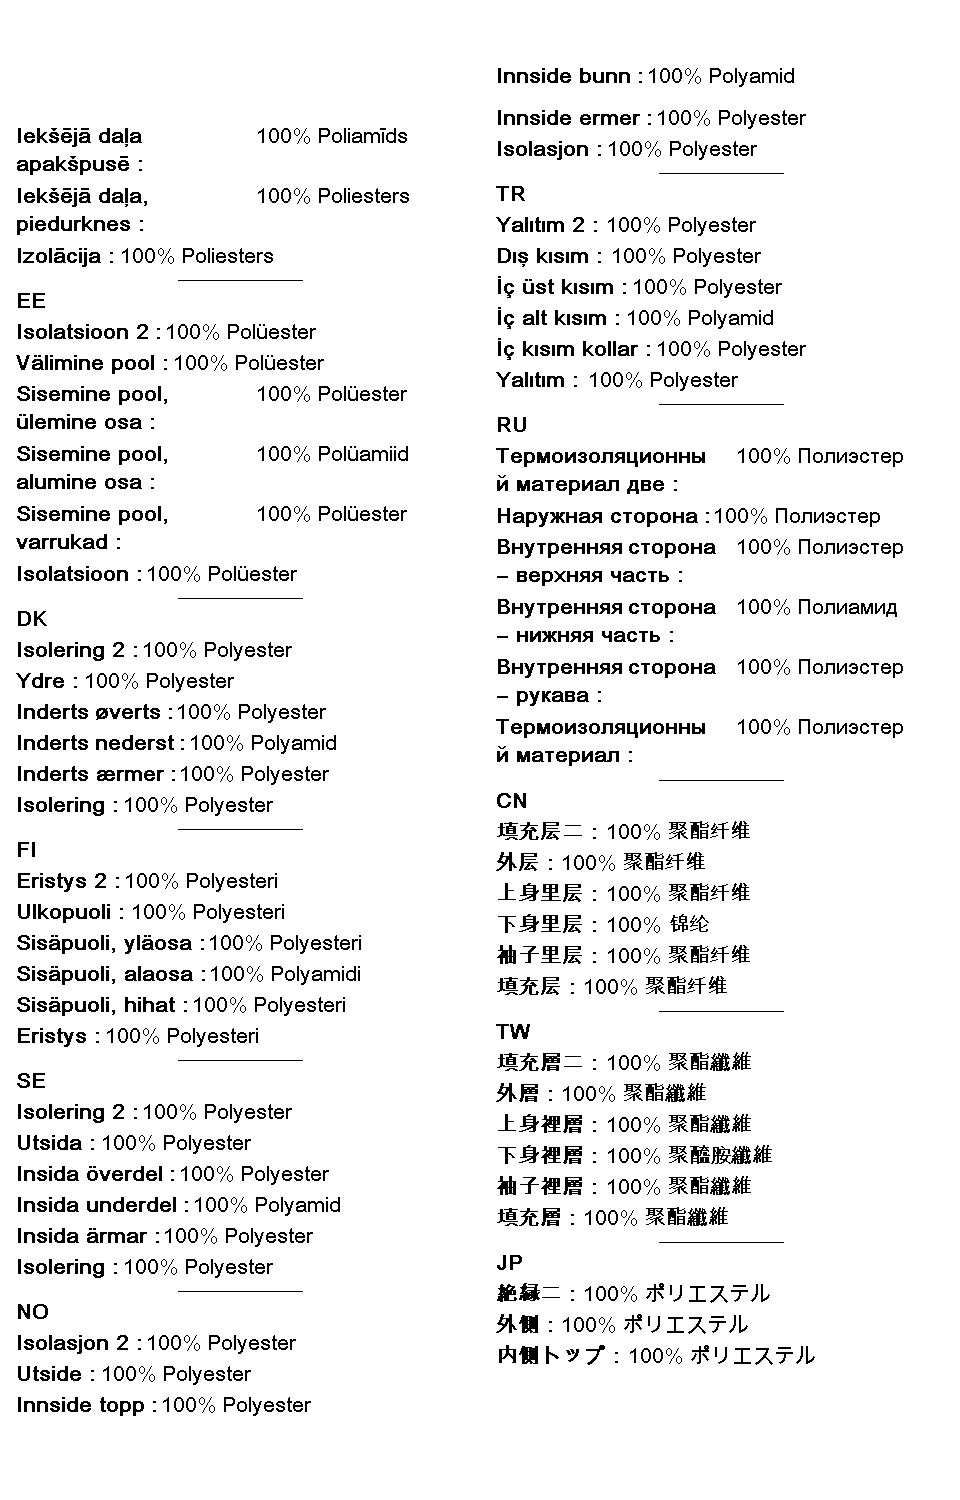 Iekšējā daļa 100% Poliamīds
apakšpusē :
Iekšējā daļa, 100% Poliesters
piedurknes :
Izolācija : 100% Poliesters
EE
Isolatsioon 2 : 100% Polüester
Välimine pool : 100% Polüester
Sisemine pool, 100% Polüester
ülemine osa :
Sisemine pool, 100% Polüamiid
alumine osa :
Sisemine pool, 100% Polüester
varrukad :
Isolatsioon : 100% Polüester
DK
Isolering 2 : 100% Polyester
Ydre : 100% Polyester
Inderts øverts : 100% Polyester
Inderts nederst : 100% Polyamid
Inderts ærmer : 100% Polyester
Isolering : 100% Polyester
FI
Eristys 2 : 100% Polyesteri
Ulkopuoli : 100% Polyesteri
Sisäpuoli, yläosa : 100% Polyesteri
Sisäpuoli, alaosa : 100% Polyamidi
Sisäpuoli, hihat : 100% Polyesteri
Eristys : 100% Polyesteri
SE
Isolering 2 : 100% Polyester
Utsida : 100% Polyester
Insida överdel : 100% Polyester
Insida underdel : 100% Polyamid
Insida ärmar : 100% Polyester
Isolering : 100% Polyester
NO
Isolasjon 2 : 100% Polyester
Utside : 100% Polyester
Innside topp : 100% Polyester
Innside bunn : 100% Polyamid
Innside ermer : 100% Polyester
Isolasjon : 100% Polyester
TR
Yalıtım 2 : 100% Polyester
Dış kısım : 100% Polyester
İç üst kısım : 100% Polyester
İç alt kısım : 100% Polyamid
İç kısım kollar : 100% Polyester
Yalıtım : 100% Polyester
RU
Термоизоляционны 100% Полиэстер
й материал две :
Наружная сторона : 100% Полиэстер
Внутренняя сторона 100% Полиэстер
– верхняя часть :
Внутренняя сторона 100% Полиамид
– нижняя часть :
Внутренняя сторона 100% Полиэстер
– рукава :
Термоизоляционны 100% Полиэстер
й материал :
CN
填充层二 : 100% 聚酯纤维
外层 : 100% 聚酯纤维
上身里层 : 100% 聚酯纤维
下身里层 : 100% 锦纶
袖子里层 : 100% 聚酯纤维
填充层 : 100% 聚酯纤维
TW
填充層二 : 100% 聚酯纖維
外層 : 100% 聚酯纖維
上身裡層 : 100% 聚酯纖維
下身裡層 : 100% 聚醯胺纖維
袖子裡層 : 100% 聚酯纖維
填充層 : 100% 聚酯纖維
JP
絶縁二 : 100% ポリエステル
外側 : 100% ポリエステル
内側トップ : 100% ポリエステル